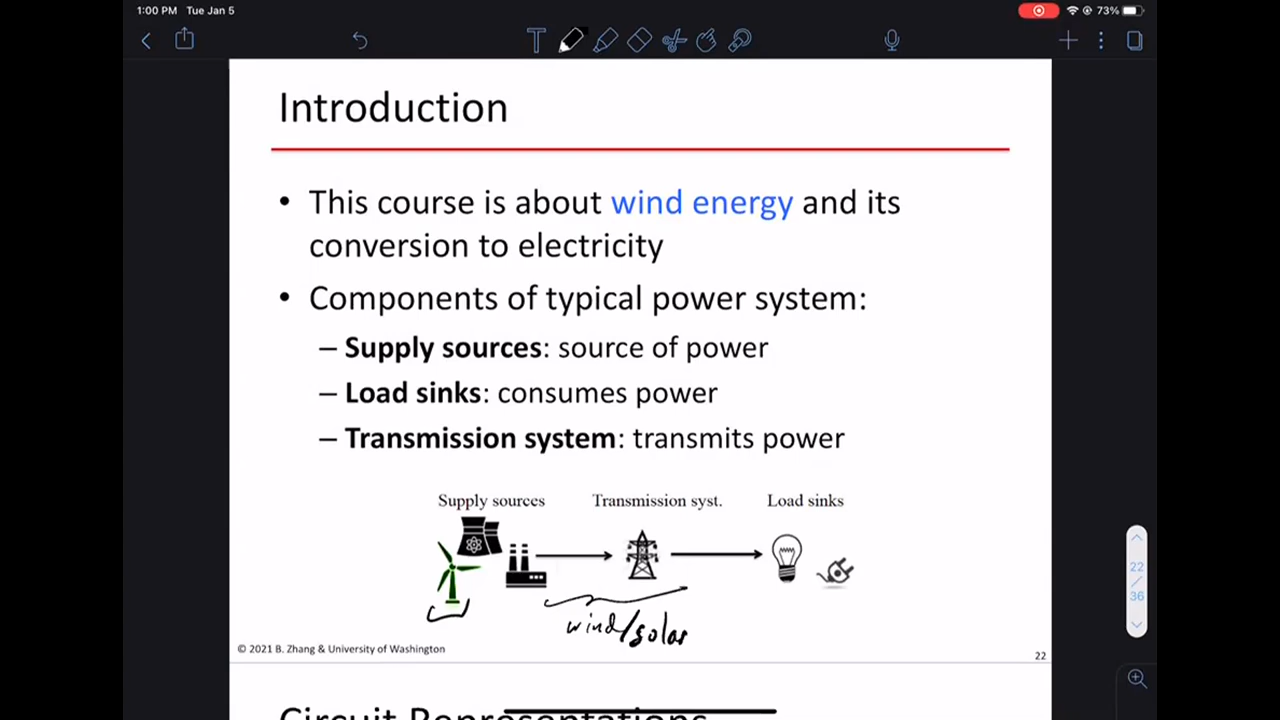 1:00 PM Tue Jan 5
73%
Introduction
• This course is about wind energy and its
conversion to electricity
• Components of typical power system:
– Supply sources: source of power
– Load sinks: consumes power
– Transmission system: transmits power
Supply sources Transmission syst. Load sinks
wind/solar
© 2021 B. Zhang & University of Washington
22
22
/
36
Circuit Representations